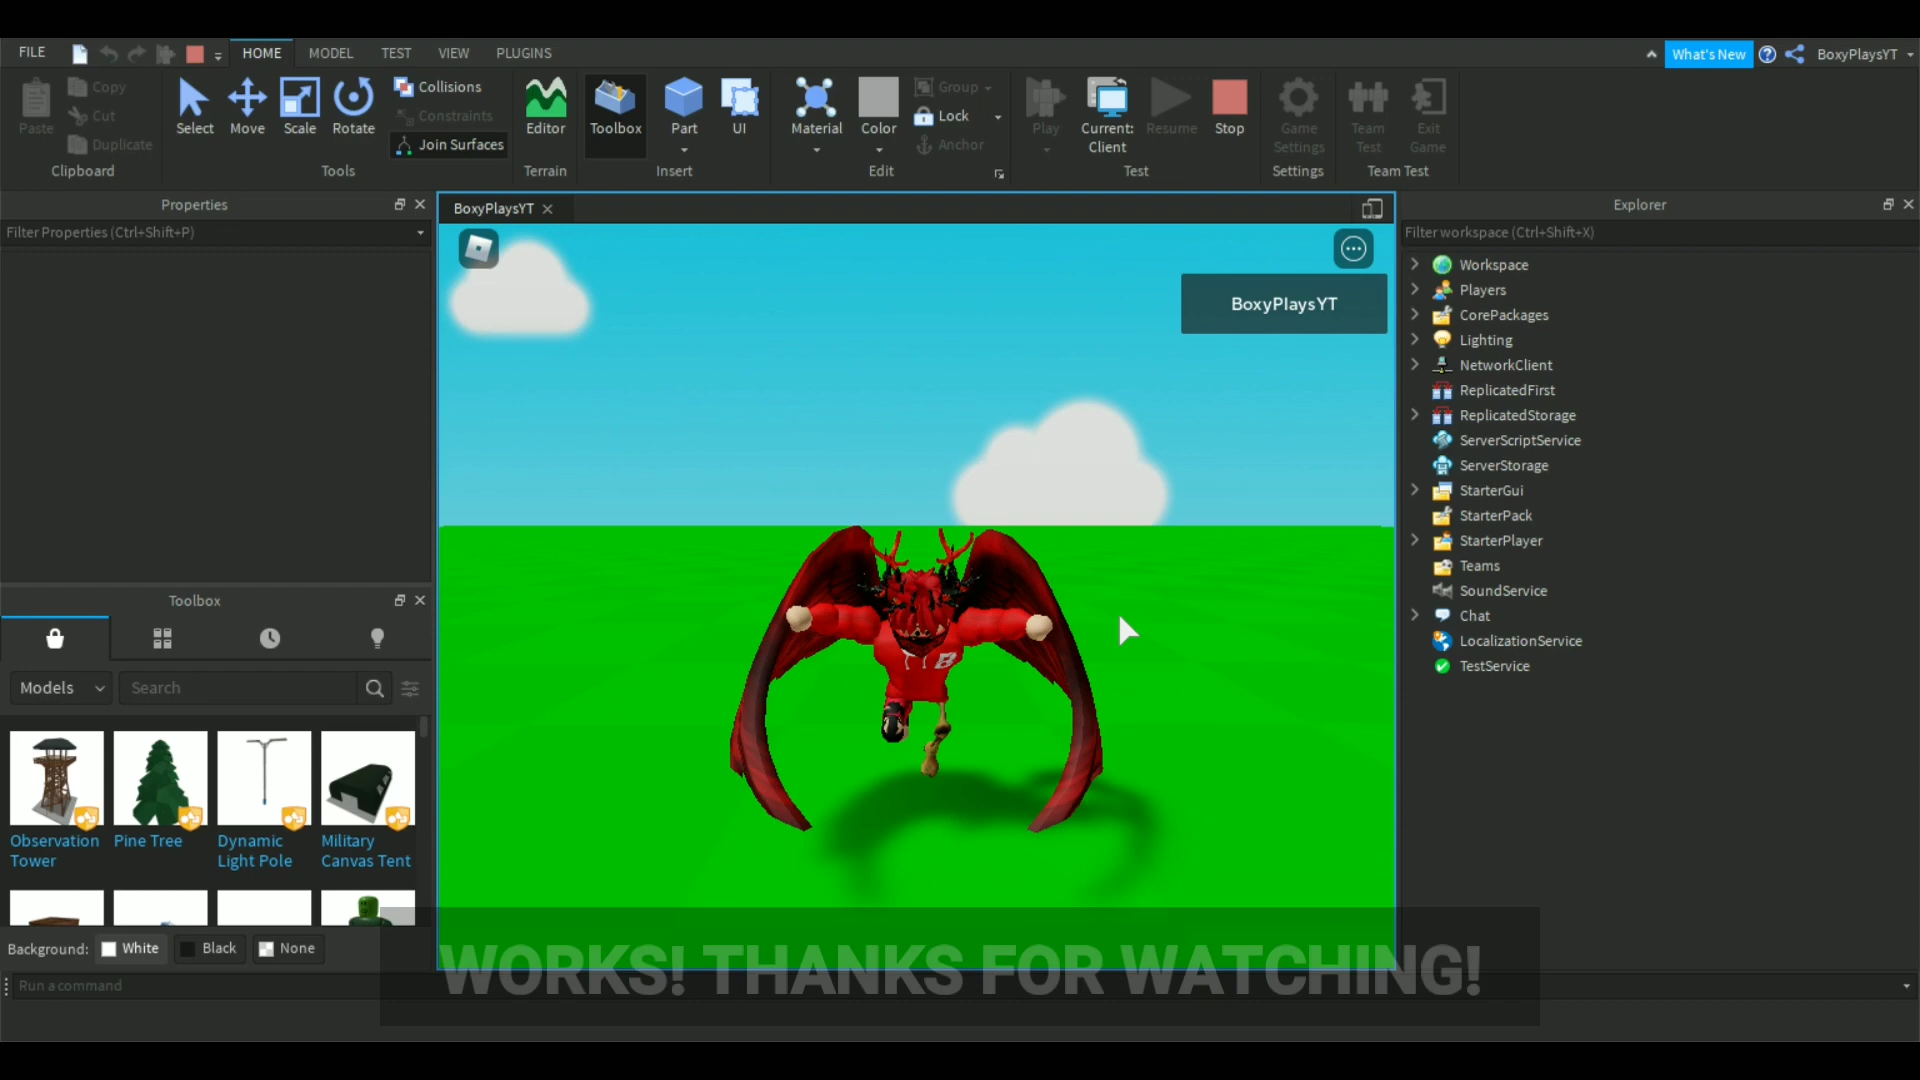 FILE HOME MODEL TEST VIEW PLUGINS What's New BoxyPlaysYT
Paste Copy Cut Duplicate Clipboard
Select Move Scale Rotate Collisions Constraints Join Surfaces Tools
Editor Terrain
Toolbox Part UI Insert
Material Color Group Lock Anchor Edit
Play Current: Client Resume Stop Test
Game Settings Settings
Team Test Exit Game Team Test
Properties
Filter Properties (Ctrl+Shift+P)
Toolbox
Models Search
Observation Tower
Pine Tree
Dynamic Light Pole
Military Canvas Tent
Background: White Black None
Run a command
BoxyPlaysYT
BoxyPlaysYT
B
Explorer
Filter workspace (Ctrl+Shift+X)
Workspace
Players
CorePackages
Lighting
NetworkClient
ReplicatedFirst
ReplicatedStorage
ServerScriptService
ServerStorage
StarterGui
StarterPack
StarterPlayer
Teams
SoundService
Chat
LocalizationService
TestService
WORKS! THANKS FOR WATCHING!